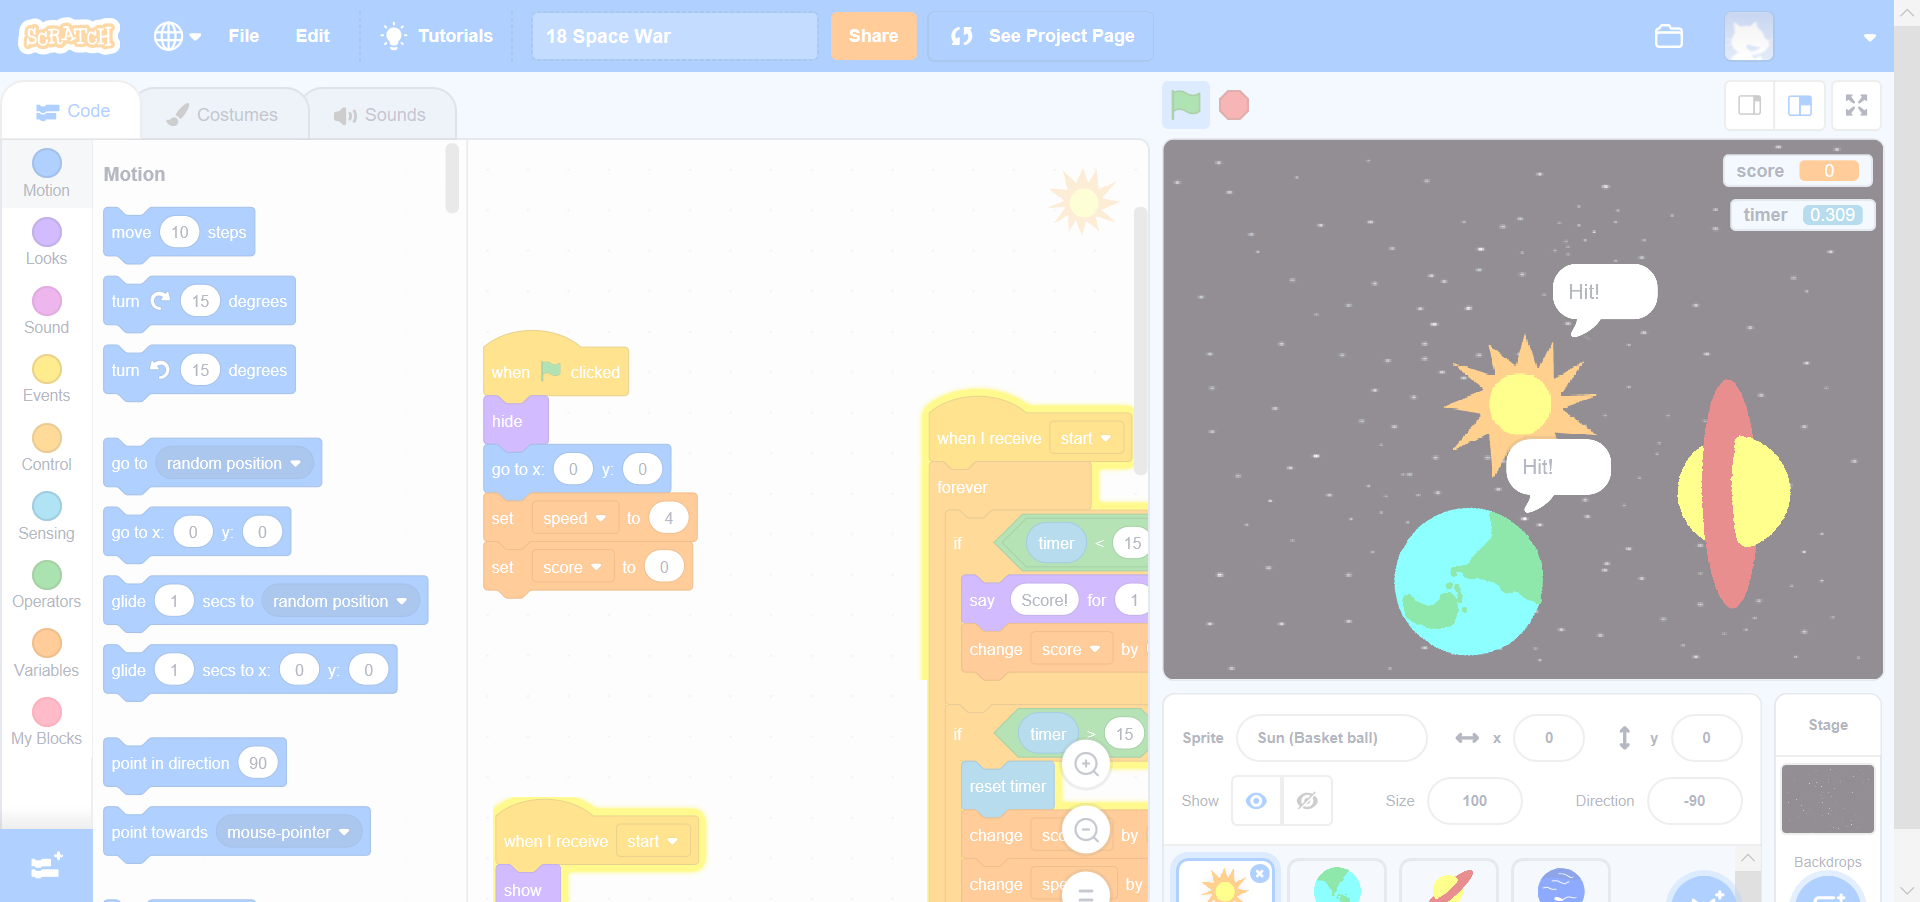 SCRATCH File Edit Tutorials 18 Space War Share See Project Page
Code Costumes Sounds
Motion
Looks
Sound
Events
Control
Sensing
Operators
Variables
My Blocks
Motion
move 10 steps
turn 15 degrees
turn 15 degrees
go to random position
go to x: 0 y: 0
glide 1 secs to random position
glide 1 secs to x: 0 y: 0
point in direction 90
point towards mouse-pointer
when clicked
hide
go to x: 0 y: 0
set speed to 4
set score to 0
when I receive start
show
when I receive start
forever
if timer < 15
say Score! for 1
change score by
if timer > 15
reset timer
change by
change by
score 0
timer 0.309
Hit!
Hit!
Sprite Sun (Basket ball) x 0 y 0
Show Size 100 Direction -90
Stage
Backdrops